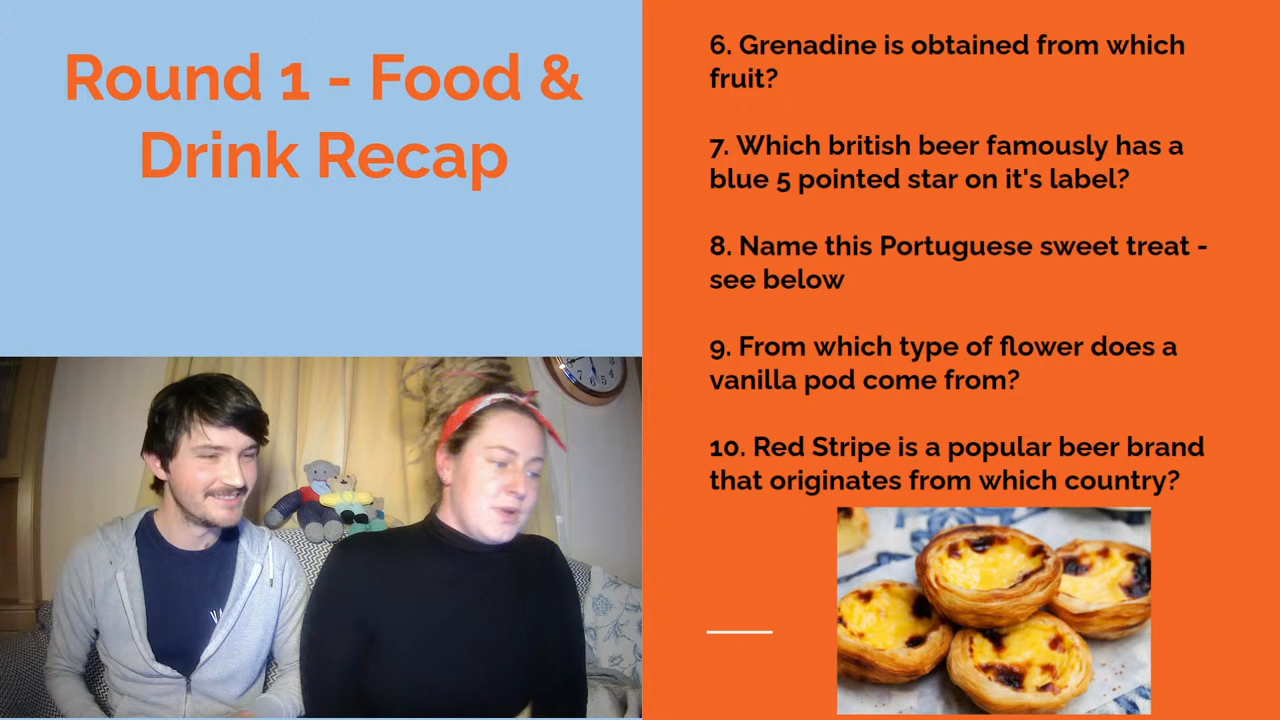 Round 1 - Food &
Drink Recap
6. Grenadine is obtained from which
fruit?
7. Which british beer famously has a
blue 5 pointed star on it's label?
8. Name this Portuguese sweet treat -
see below
9. From which type of flower does a
vanilla pod come from?
10. Red Stripe is a popular beer brand
that originates from which country?